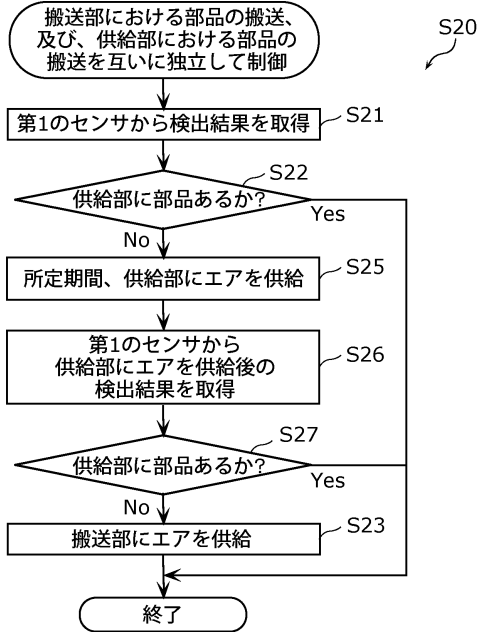 搬送部における部品の搬送、
及び、供給部における部品の
搬送を互いに独立して制御
S20
第1のセンサから検出結果を取得
S21
S22
供給部に部品あるか?
Yes
No
所定期間、供給部にエアを供給
S25
第1のセンサから
供給部にエアを供給後の
検出結果を取得
S26
S27
供給部に部品あるか?
Yes
No
搬送部にエアを供給
S23
終了